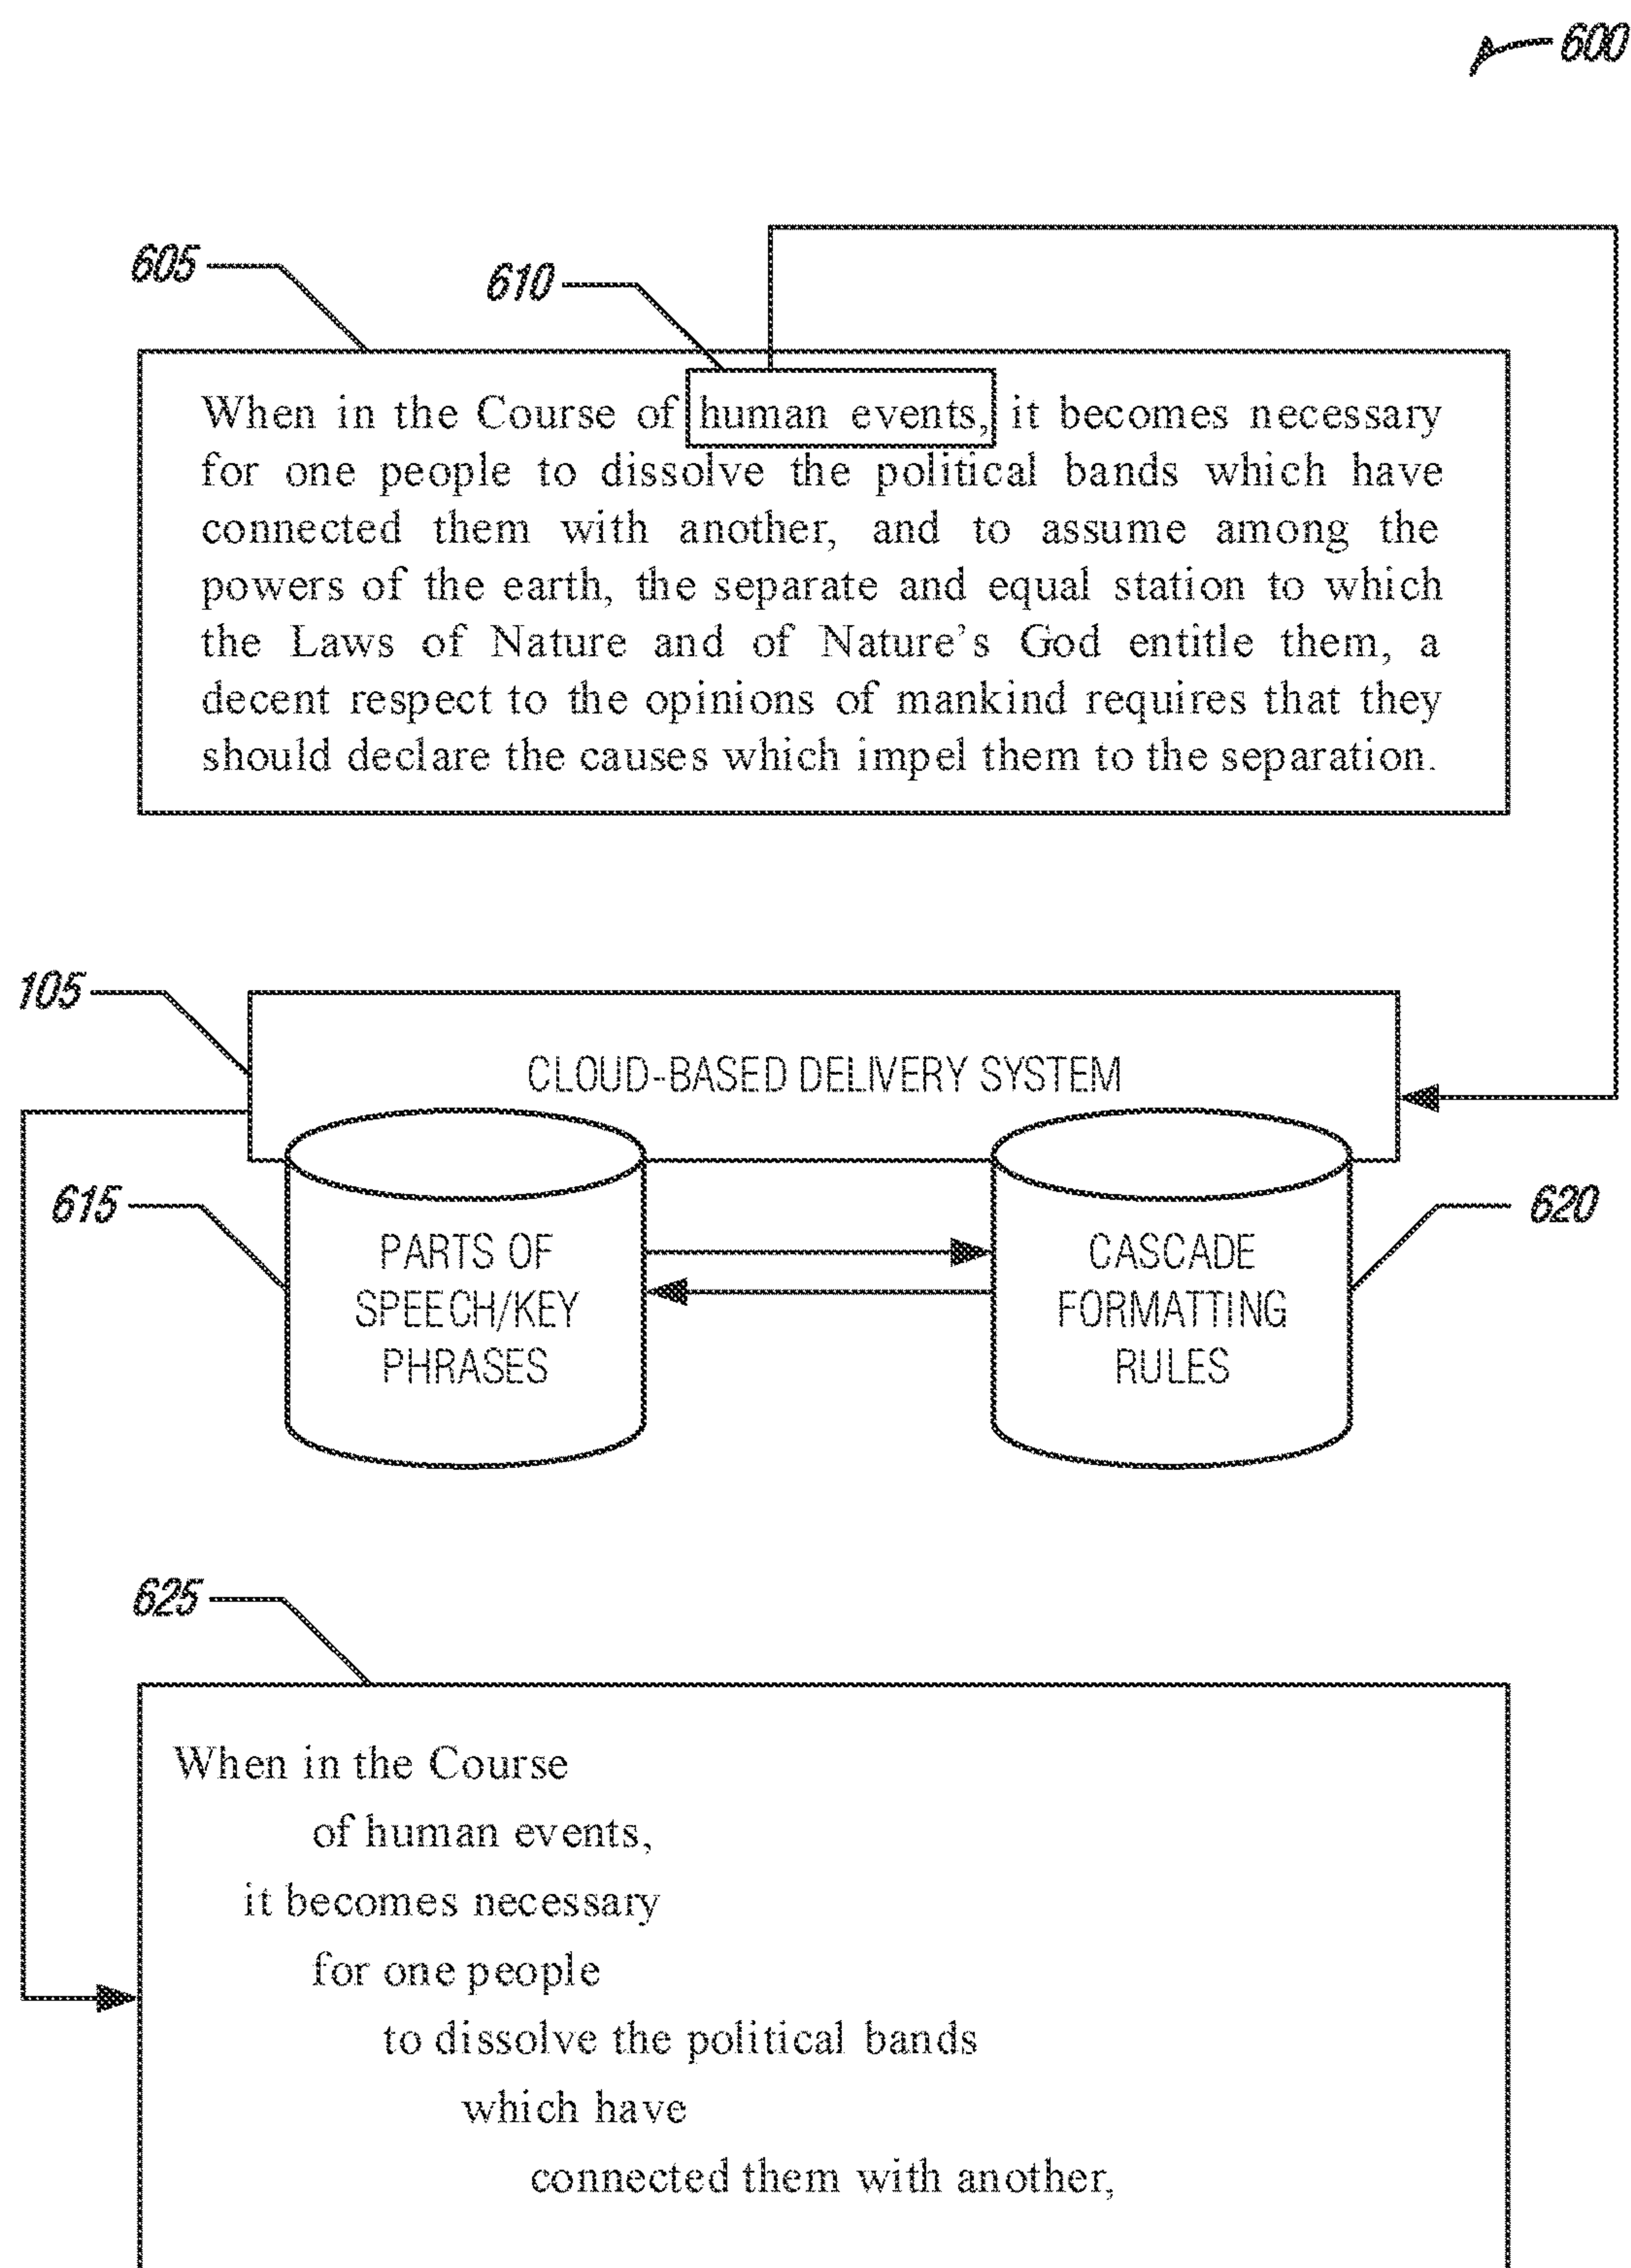 600
605
610
When in the Course of human events, it becomes necessary
for one people to dissolve the political bands which have
connected them with another, and to assume among the
powers of the earth, the separate and equal station to which
the Laws of Nature and of Nature's God entitle them, a
decent respect to the opinions of mankind requires that they
should declare the causes which impel them to the separation.
105
CLOUD-BASED DELIVERY SYSTEM
615
PARTS OF
SPEECH/KEY
PHRASES
CASCADE
FORMATTING
RULES
620
625
When in the Course
of human events,
it becomes necessary
for one people
to dissolve the political bands
which have
connected them with another,